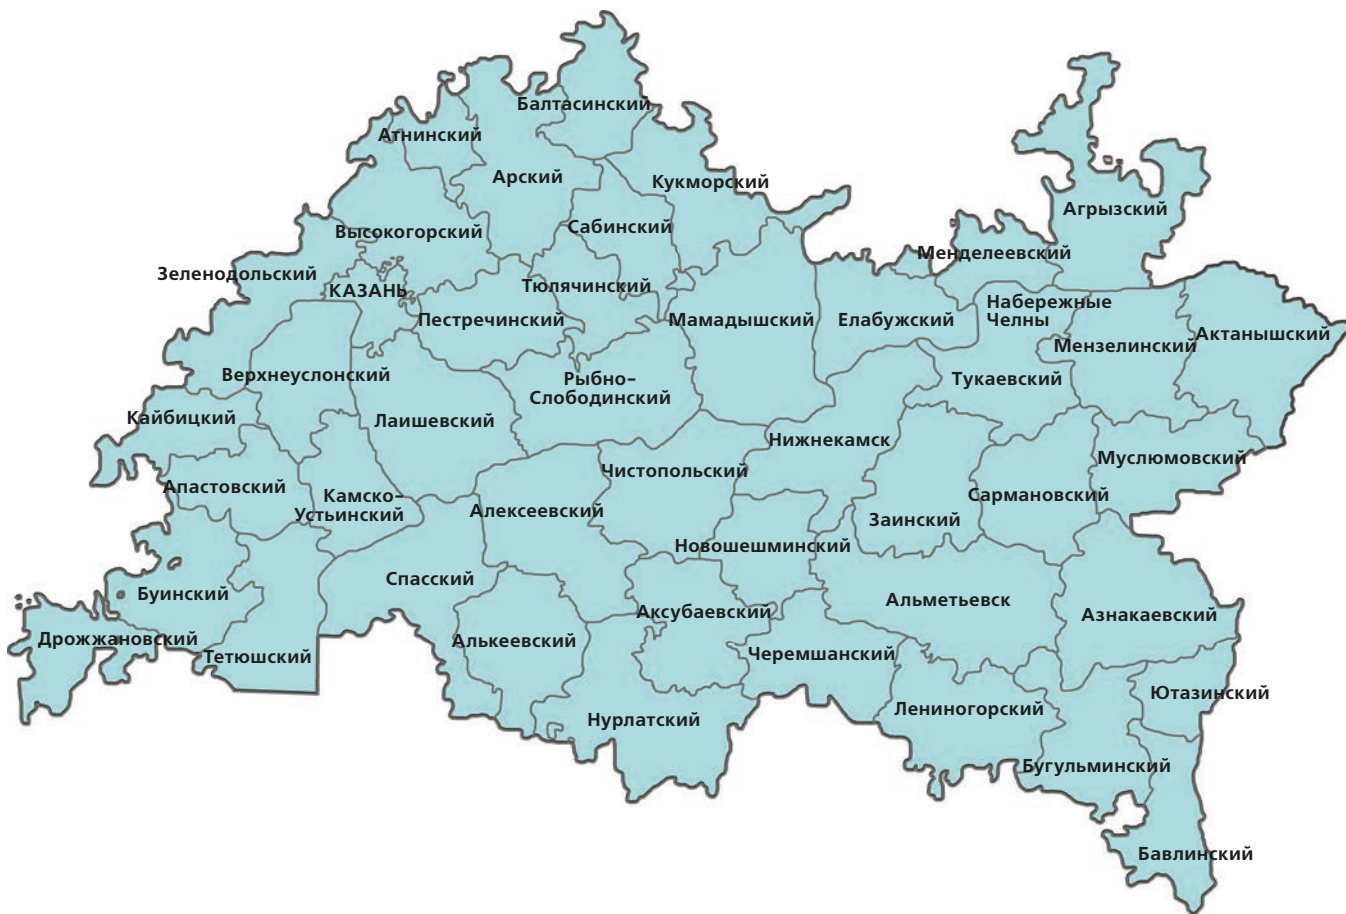 Балтасинский
Атнинский
Арский
Кукморский
Агрызский
Сабинский
Высокогорский
Менделеевский
Зеленодольский
КАЗАНЬ
Тюлячинский
Набережные
Челны
Пестречинский
Мамадышский
Елабужский
Актанышский
Мензелинский
Верхнеуслонский
Рыбно-
Слободинский
Тукаевский
Кайбицкий
Лаишевский
Нижнекамск
Муслюмовский
Чистопольский
Апастовский
Камско-
Устьинский
Сармановский
Алексеевский
Заинский
Новошешминский
Спасский
Буинский
Альметьевск
Аксубаевский
Азнакаевский
Дрожжановский
Алькеевский
Тетюшский
Черемшанский
Ютазинский
Лениногорский
Нурлатский
Бугульминский
Бавлинский